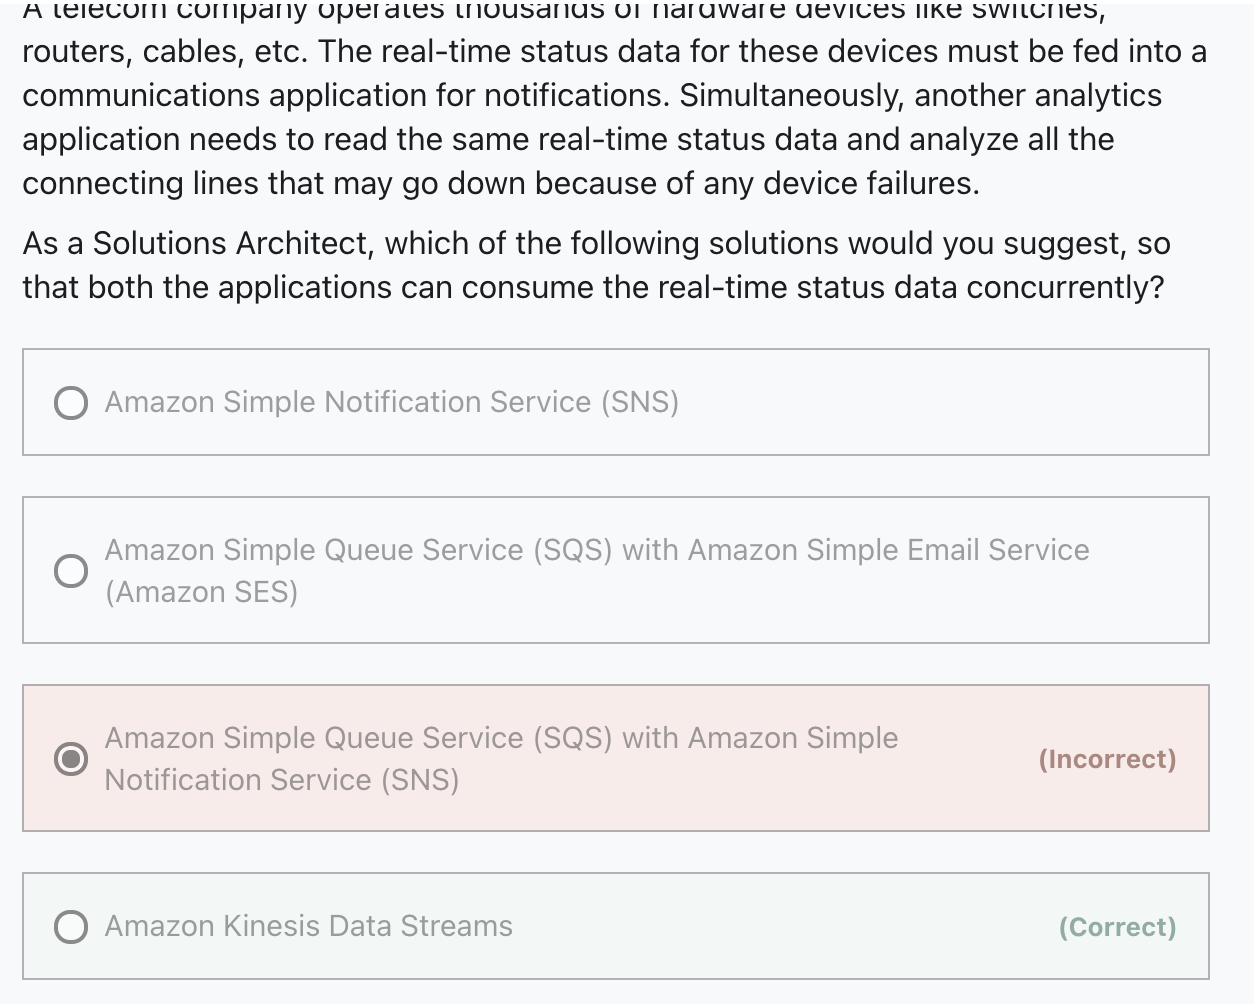 A telecom company operates thousands of hardware devices like switches,
routers, cables, etc. The real-time status data for these devices must be fed into a
communications application for notifications. Simultaneously, another analytics
application needs to read the same real-time status data and analyze all the
connecting lines that may go down because of any device failures.
As a Solutions Architect, which of the following solutions would you suggest, so
that both the applications can consume the real-time status data concurrently?
Amazon Simple Notification Service (SNS)
Amazon Simple Queue Service (SQS) with Amazon Simple Email Service
(Amazon SES)
Amazon Simple Queue Service (SQS) with Amazon Simple
Notification Service (SNS)
(Incorrect)
Amazon Kinesis Data Streams
(Correct)